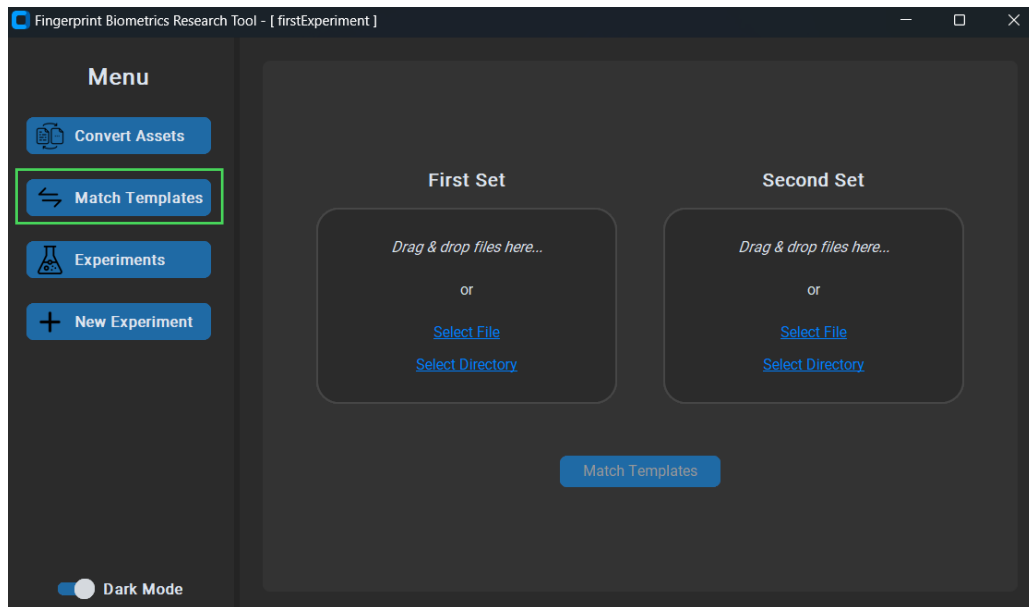 Fingerprint Biometrics Research Tool - [ firstExperiment ]
Menu
Convert Assets
Match Templates
Experiments
New Experiment
Dark Mode
First Set
Drag & drop files here...
or
Select File
Select Directory
Second Set
Drag & drop files here...
or
Select File
Select Directory
Match Templates